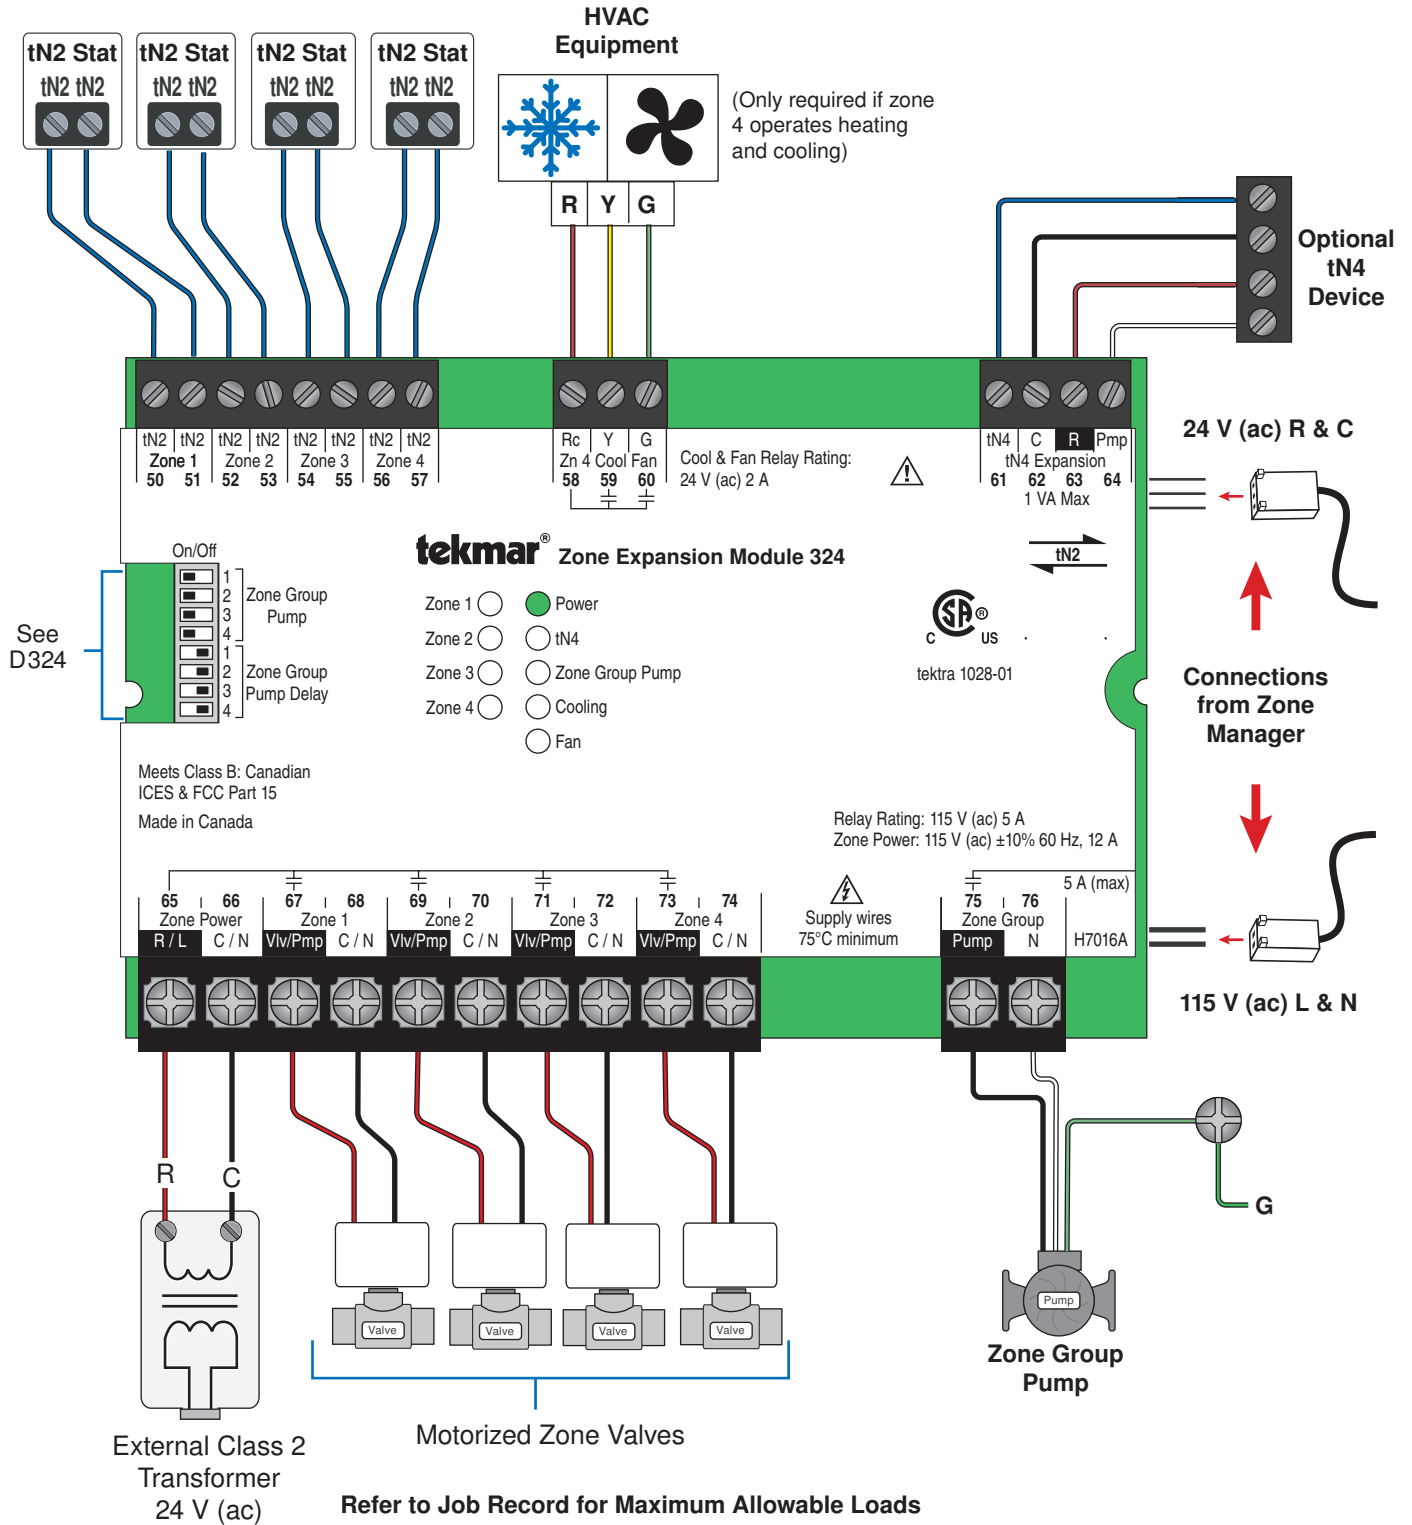 HVAC
Equipment
tN2 Stat
tN2 tN2
tN2 Stat
tN2 tN2
tN2 Stat
tN2 tN2
tN2 Stat
tN2 tN2
(Only required if zone
4 operates heating
and cooling)
R Y G
Optional
tN4
Device
tN2 tN2 tN2 tN2 tN2 tN2 tN2 tN2
Zone 1 Zone 2 Zone 3 Zone 4
50 51 52 53 54 55 56 57
Rc Y G
Zn 4 Cool Fan
58 59 60
Cool & Fan Relay Rating:
24 V (ac) 2 A
tN4 C R Pmp
tN4 Expansion
61 62 63 64
1 VA Max
24 V (ac) R & C
tN2
tekmar® Zone Expansion Module 324
On/Off
1
2
3
4
Zone Group
Pump
1
2
3
4
Zone Group
Pump Delay
See
D324
Zone 1
Zone 2
Zone 3
Zone 4
Power
tN4
Zone Group Pump
Cooling
Fan
C SA ® US
tektra 1028-01
Connections
from Zone
Manager
Meets Class B: Canadian
ICES & FCC Part 15
Made in Canada
Relay Rating: 115 V (ac) 5 A
Zone Power: 115 V (ac) ±10% 60 Hz, 12 A
65 66 67 68 69 70 71 72 73 74
Zone Power Zone 1 Zone 2 Zone 3 Zone 4
R / L C / N Vlv/Pmp C / N Vlv/Pmp C / N Vlv/Pmp C / N Vlv/Pmp C / N
Supply wires
75°C minimum
5 A (max)
75 76
Zone Group
Pump N
H7016A
115 V (ac) L & N
R C
G
Valve
Valve
Valve
Valve
Pump
Zone Group
Pump
Motorized Zone Valves
External Class 2
Transformer
24 V (ac)
Refer to Job Record for Maximum Allowable Loads